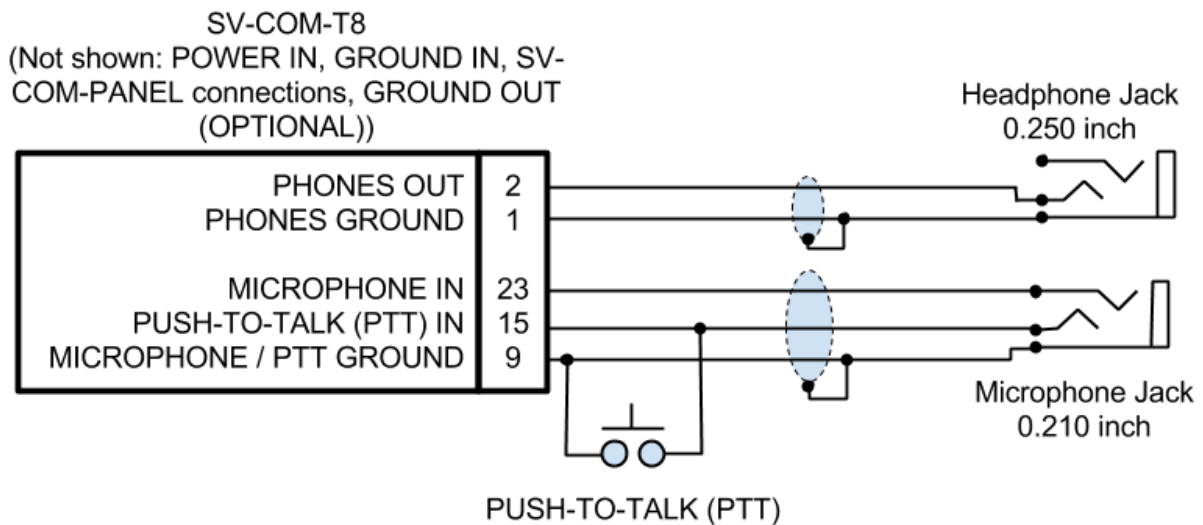 SV-COM-T8
(Not shown: POWER IN, GROUND IN, SV-
COM-PANEL connections, GROUND OUT
(OPTIONAL))
Headphone Jack
0.250 inch
PHONES OUT 2
PHONES GROUND 1
MICROPHONE IN 23
PUSH-TO-TALK (PTT) IN 15
MICROPHONE / PTT GROUND 9
Microphone Jack
0.210 inch
PUSH-TO-TALK (PTT)